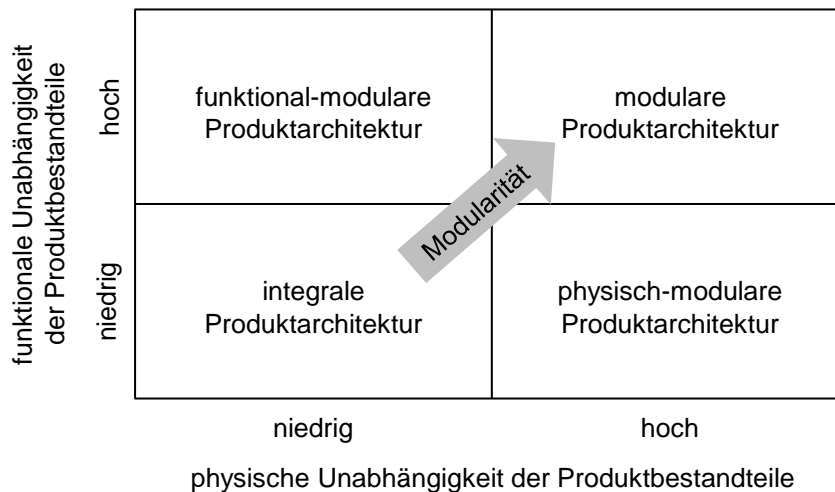 funktionale Unabhängigkeit
der Produktbestandteile
hoch
niedrig
funktional-modulare
Produktarchitektur
modulare
Produktarchitektur
Modularität
integrale
Produktarchitektur
physisch-modulare
Produktarchitektur
niedrig
hoch
physische Unabhängigkeit der Produktbestandteile